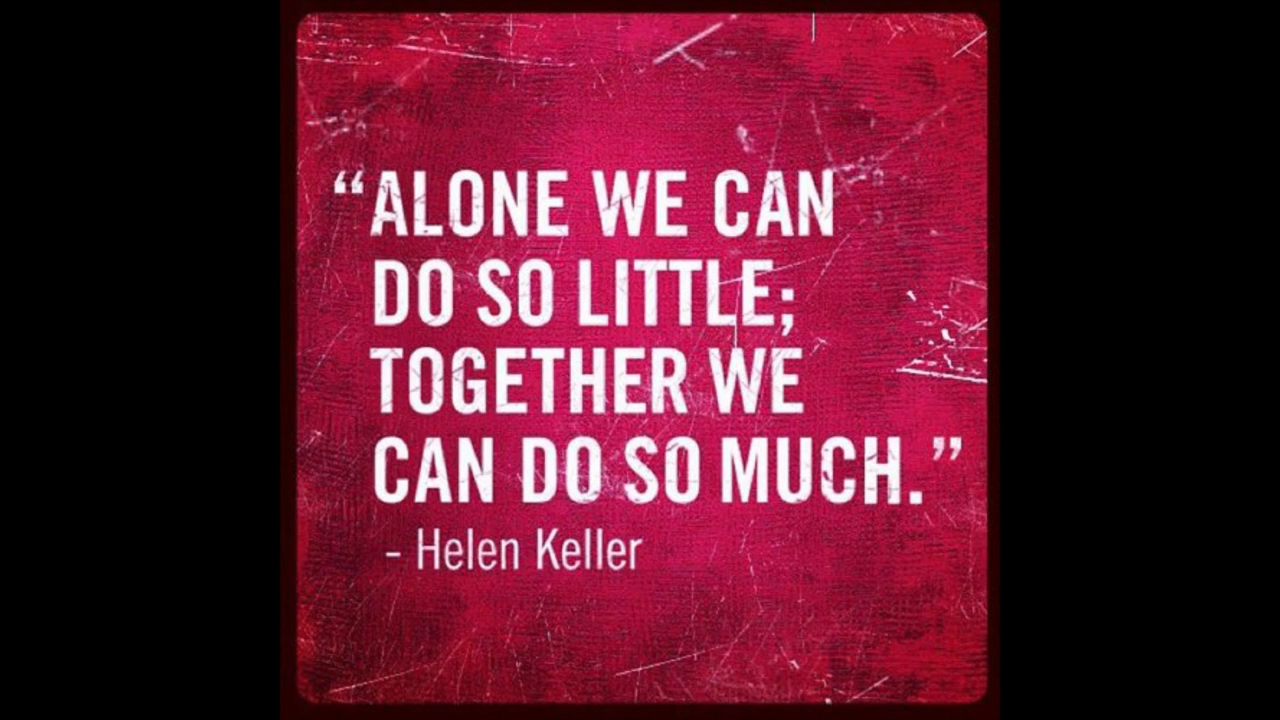 “ALONE WE CAN
DO SO LITTLE;
TOGETHER WE
CAN DO SO MUCH.”
- Helen Keller